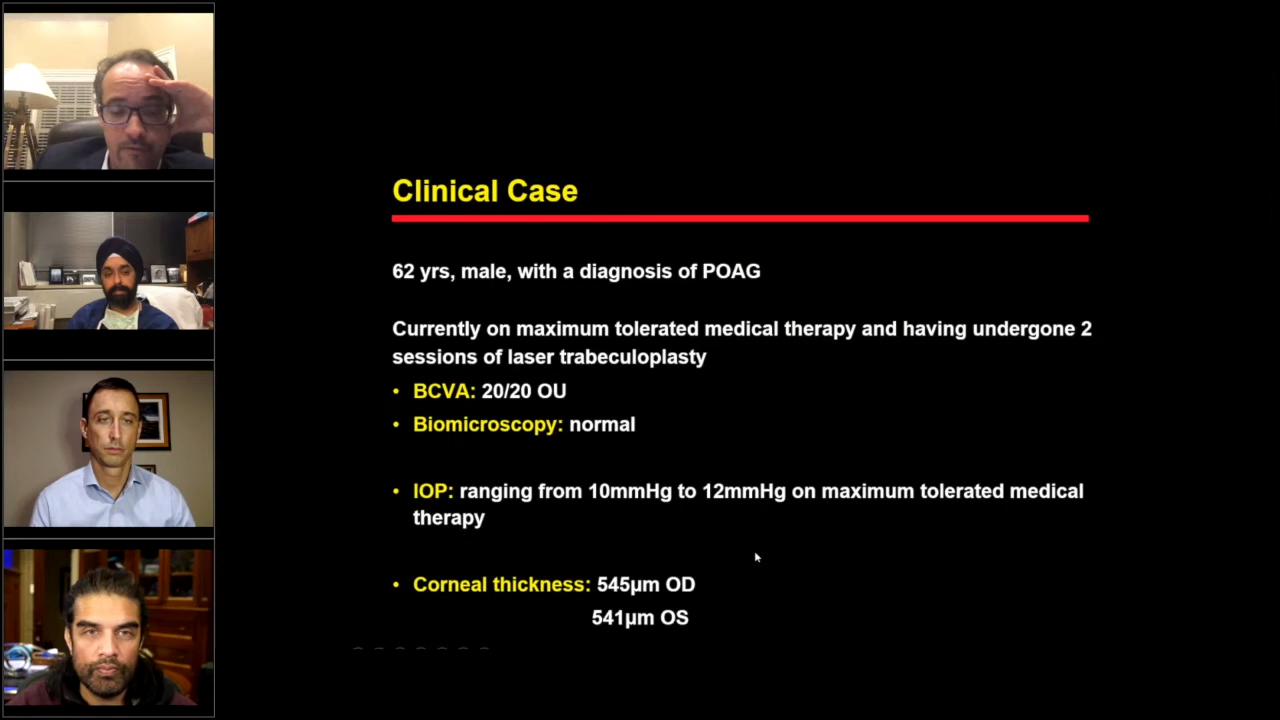 Clinical Case
62 yrs, male, with a diagnosis of POAG
Currently on maximum tolerated medical therapy and having undergone 2
sessions of laser trabeculoplasty
• BCVA: 20/20 OU
• Biomicroscopy: normal
• IOP: ranging from 10mmHg to 12mmHg on maximum tolerated medical
therapy
• Corneal thickness: 545µm OD
541µm OS